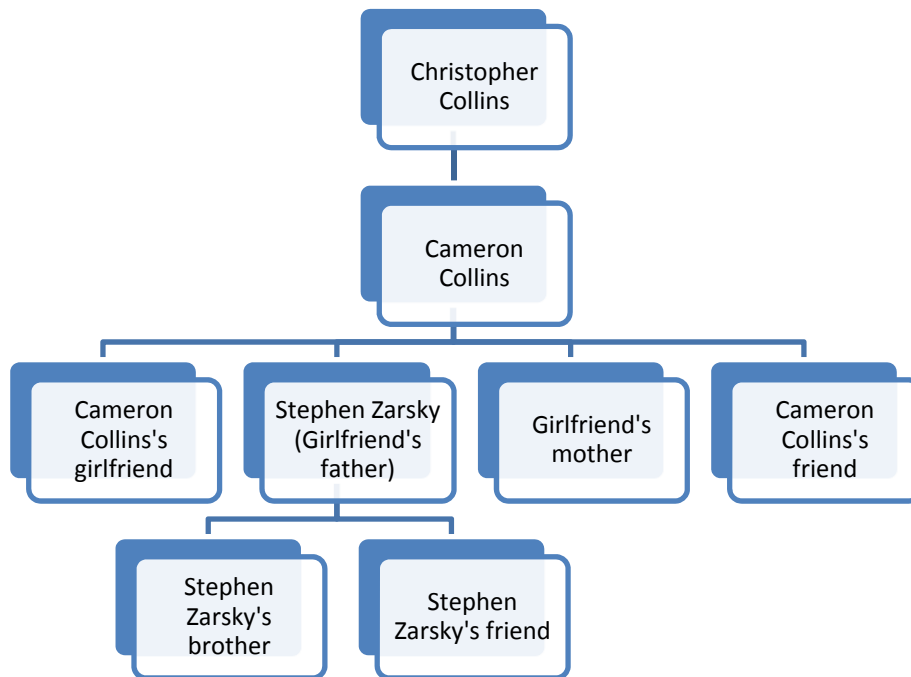 Christopher
Collins
Cameron
Collins
Cameron
Collins's
girlfriend
Stephen Zarsky
(Girlfriend's
father)
Girlfriend's
mother
Cameron
Collins's
friend
Stephen
Zarsky's
brother
Stephen
Zarsky's friend